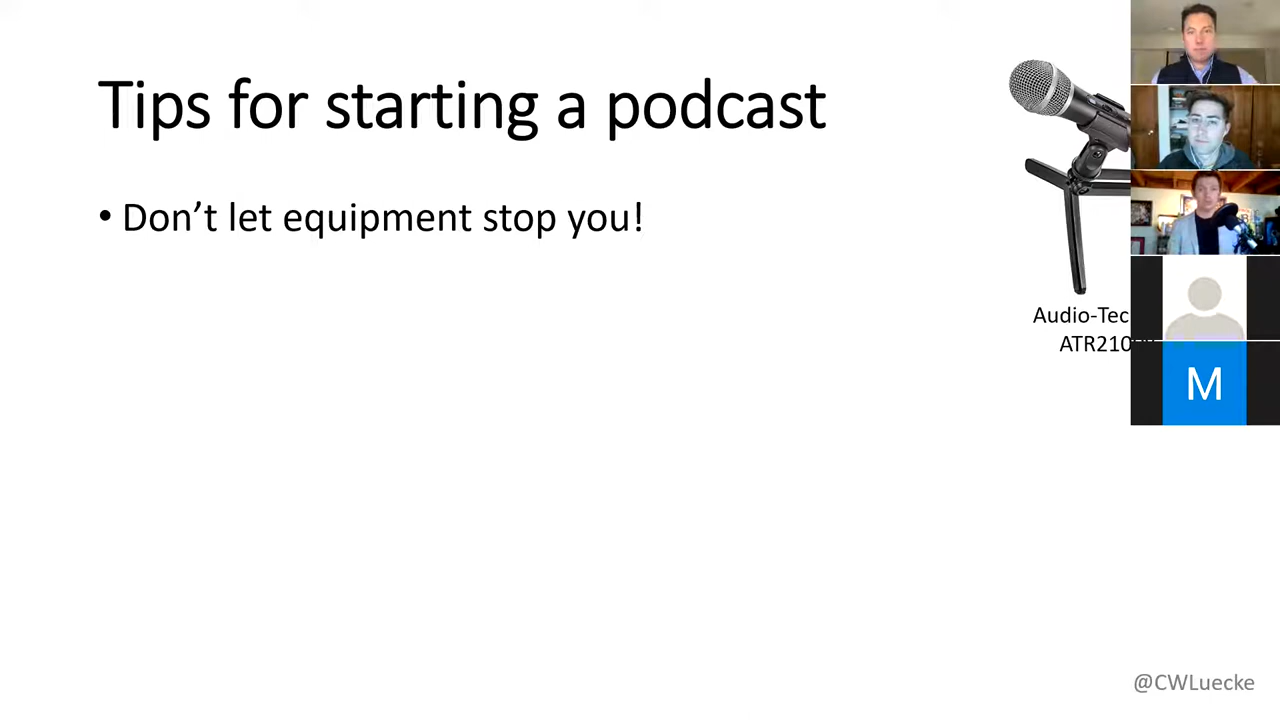 Tips for starting a podcast
• Don’t let equipment stop you!
Audio-Tec
ATR210
M
@CWLuecke